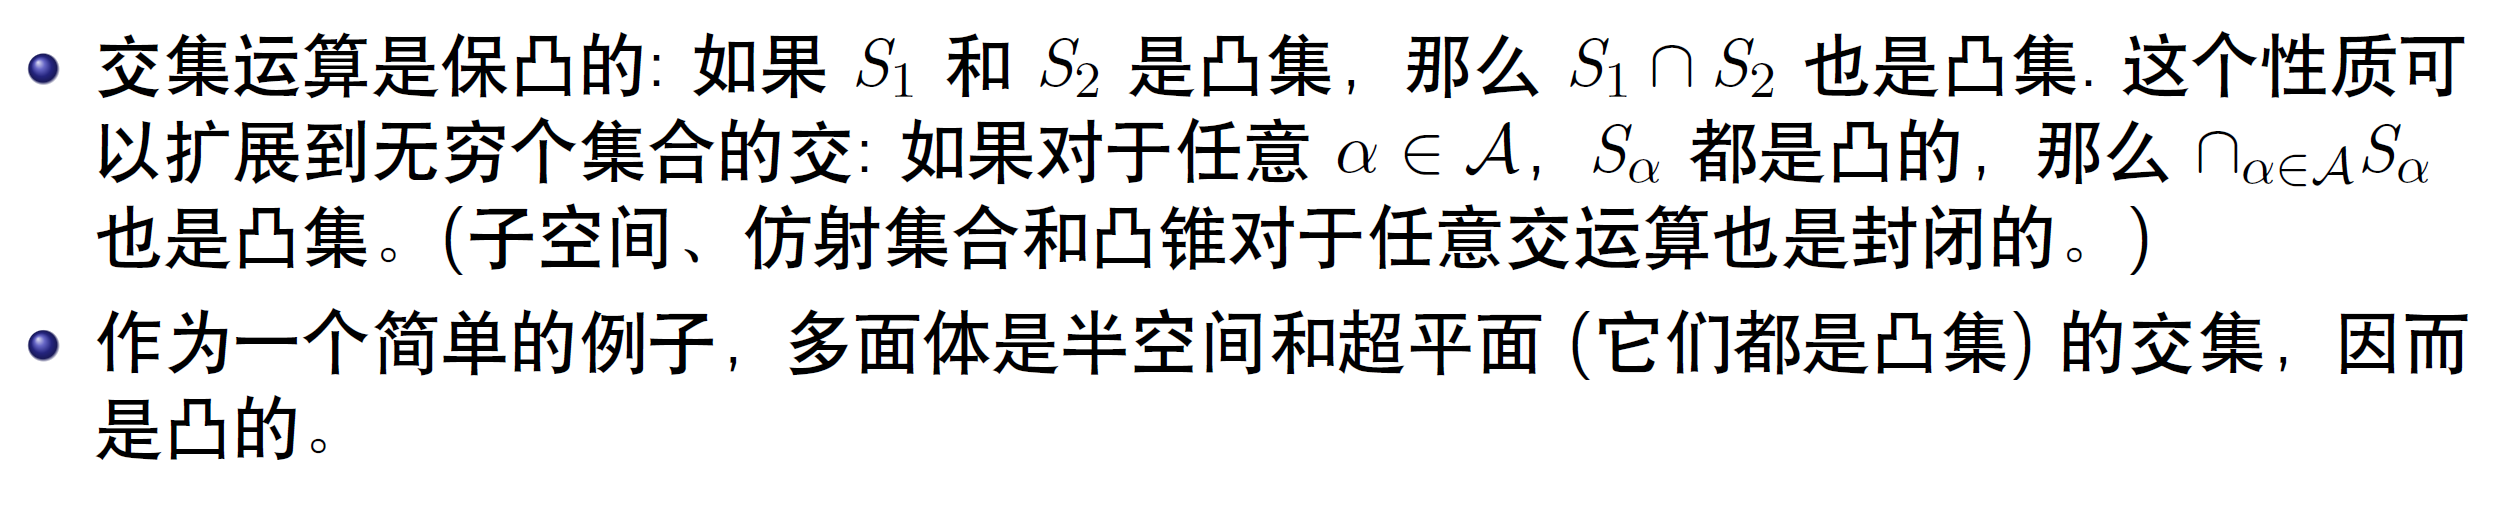 交集运算是保凸的: 如果 S₁ 和 S₂ 是凸集, 那么 S₁ ∩ S₂ 也是凸集. 这个性质可
以扩展到无穷个集合的交: 如果对于任意 α ∈ 𝒜, S_α 都是凸的, 那么 ∩_{α∈𝒜}S_α
也是凸集。(子空间、仿射集合和凸锥对于任意交运算也是封闭的。)
作为一个简单的例子, 多面体是半空间和超平面 (它们都是凸集) 的交集, 因而
是凸的。